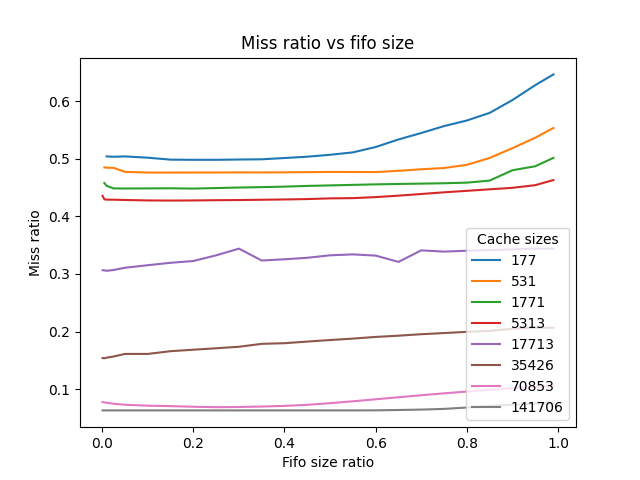 Miss ratio vs fifo size
Miss ratio
0.6
0.5
0.4
0.3
0.2
0.1
Cache sizes
177
531
1771
5313
17713
35426
70853
141706
0.0 0.2 0.4 0.6 0.8 1.0
Fifo size ratio